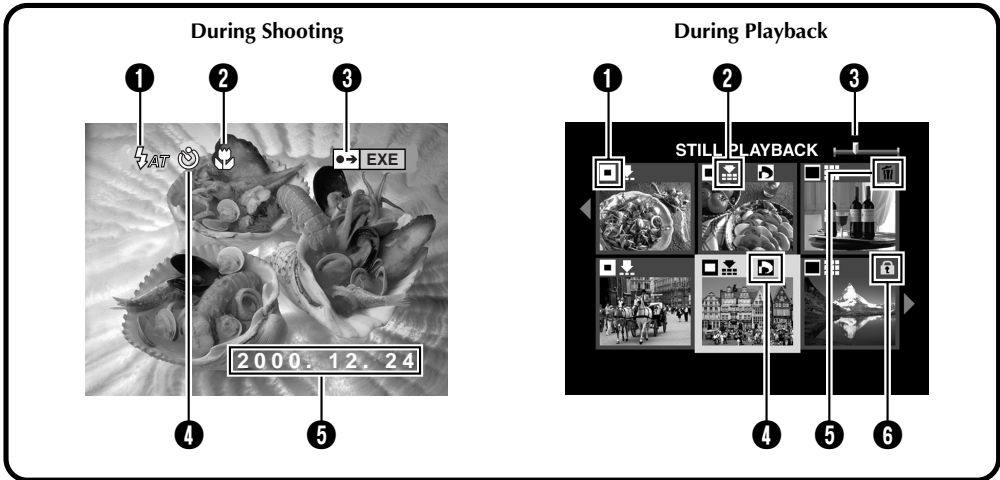 During Shooting
During Playback
1 2 3
1 2 3
AT
EXE
2000. 12. 24
STILL PLAYBACK
4 5
4 5 6